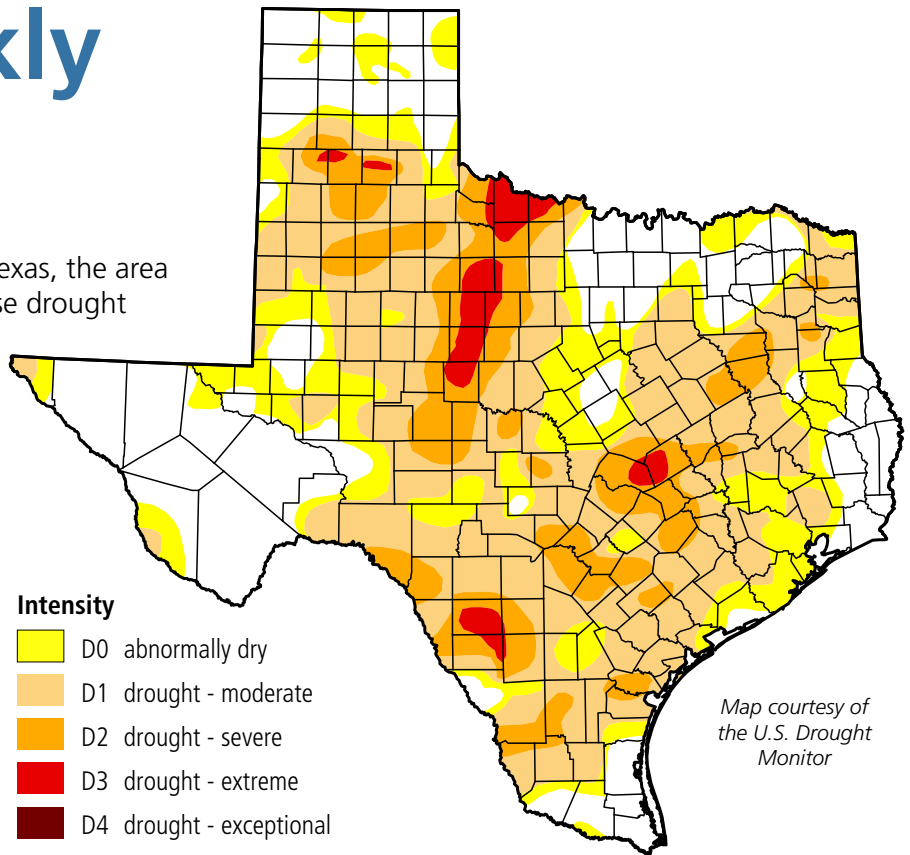 kly
exas, the area
se drought
Intensity
D0 abnormally dry
D1 drought - moderate
D2 drought - severe
D3 drought - extreme
D4 drought - exceptional
Map courtesy of
the U.S. Drought
Monitor